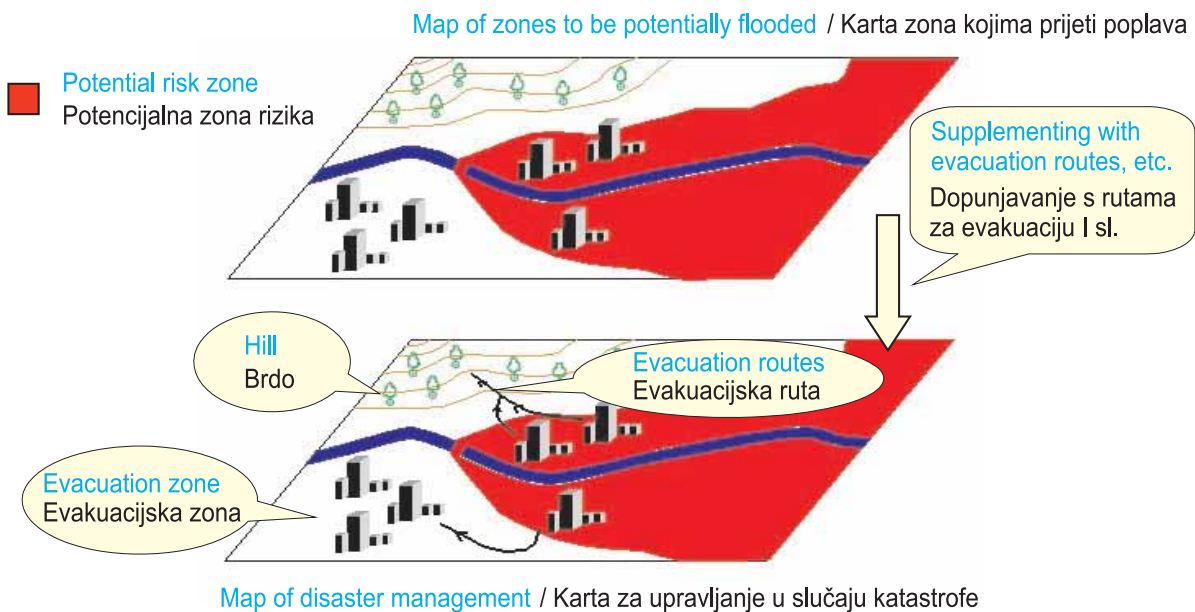 Map of zones to be potentially flooded / Karta zona kojima prijeti poplava
Potential risk zone
Potencijalna zona rizika
Supplementing with
evacuation routes, etc.
Dopunjavanje s rutama
za evakuaciju I sl.
Hill
Brdo
Evacuation routes
Evakuacijska ruta
Evacuation zone
Evakuacijska zona
Map of disaster management / Karta za upravljanje u slučaju katastrofe